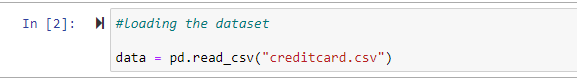 In [2]: #loading the dataset
data = pd.read_csv("creditcard.csv")